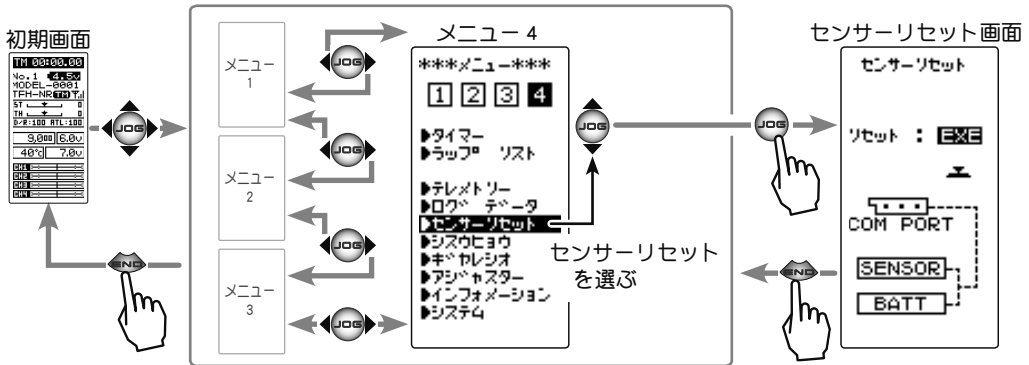 初期画面
TM 00:00.00
No.1 4.5v
MODEL-0001
TFH-NR TM
ST 0
TH 0
D/R:100 ATL:100
9,000 6.0v
40℃ 7.0v
CH1
CH2
CH3
CH4
JOG
END
メニュー
1
メニュー
2
メニュー
3
JOG
JOG
JOG
JOG
メニュー 4
***メニュー***
1 2 3 4
▶タイマー
▶ラップ リスト
▶テレメトリー
▶ログ データ
▶センサーリセット
▶シズウヒョウ
▶ギヤレシオ
▶アジャスター
▶インフォメーション
▶システム
JOG
センサーリセット
を選ぶ
JOG
END
センサーリセット画面
センサーリセット
リセット : EXE
COM PORT
SENSOR
BATT